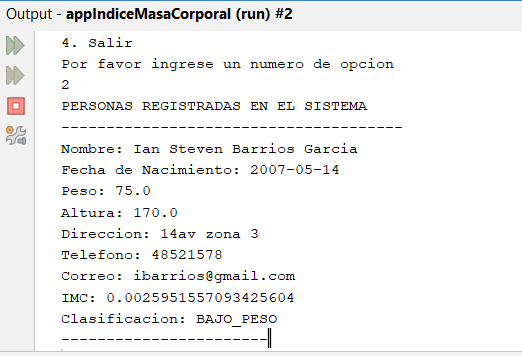 Output - appIndiceMasaCorporal (run) #2
4. Salir
Por favor ingrese un numero de opcion
2
PERSONAS REGISTRADAS EN EL SISTEMA
--------------------------------------
Nombre: Ian Steven Barrios Garcia
Fecha de Nacimiento: 2007-05-14
Peso: 75.0
Altura: 170.0
Direccion: 14av zona 3
Telefono: 48521578
Correo: ibarrios@gmail.com
IMC: 0.0025951557093425604
Clasificacion: BAJO_PESO
-----------------------